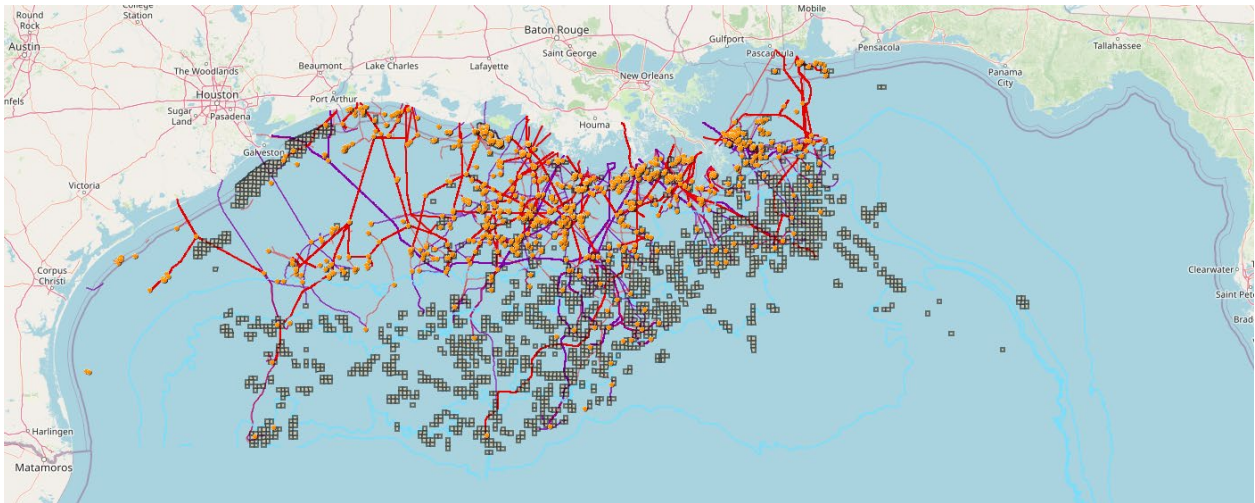 Round
Rock
College
Station
Austin
nfels
The Woodlands
Houston
Pasadena
Sugar
Land
Beaumont
Port Arthur
Galveston
Victoria
Corpus
Christi
Harlingen
Matamoros
Lake Charles
Lafayette
Baton Rouge
Saint George
New Orleans
Houma
Gulfport
Pascagoula
Mobile
Pensacola
Panama
City
Tallahassee
Clearwater
Saint Pete
Brade